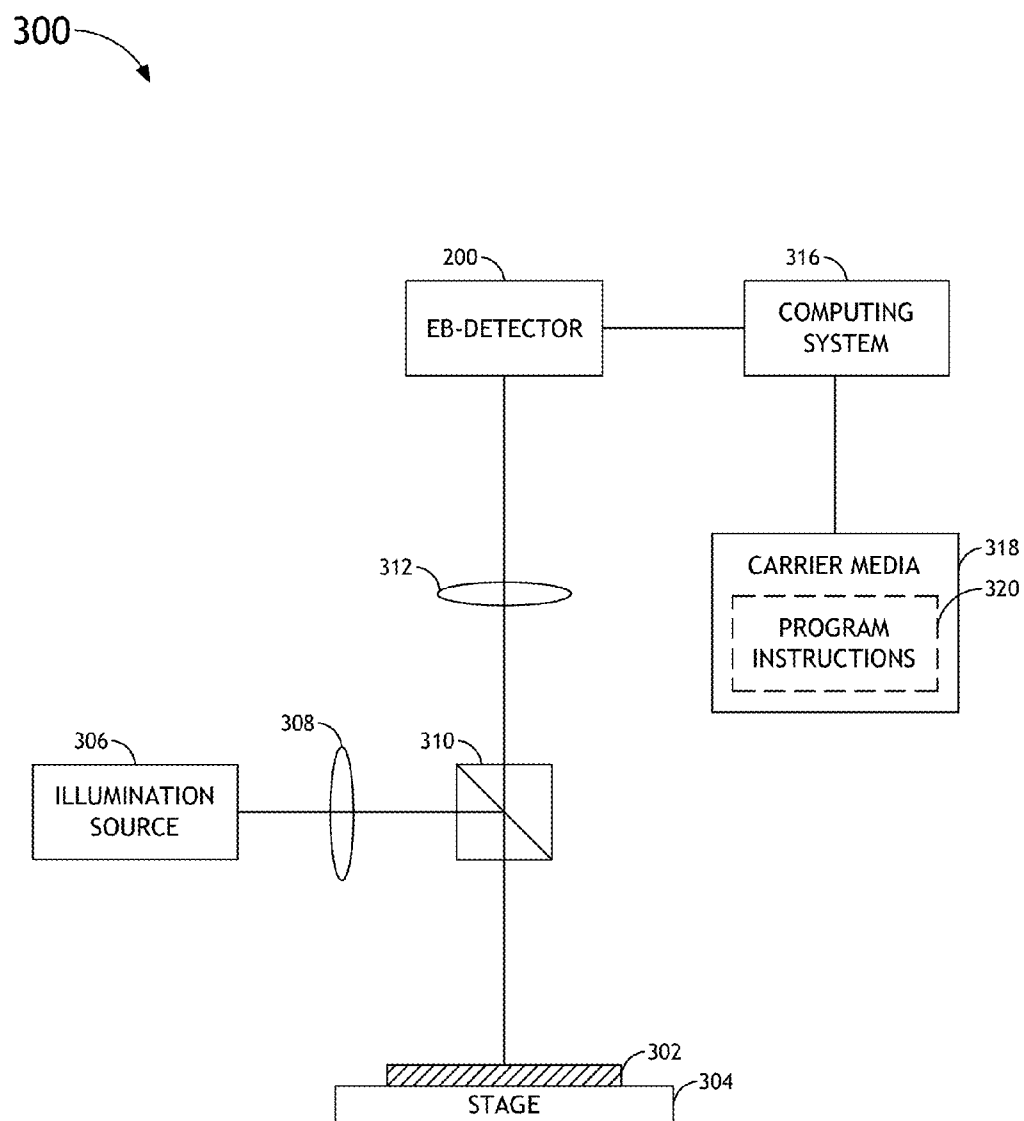 300
200
EB-DETECTOR
316
COMPUTING
SYSTEM
312
CARRIER MEDIA
318
320
PROGRAM
INSTRUCTIONS
306
ILLUMINATION
SOURCE
308
310
302
304
STAGE